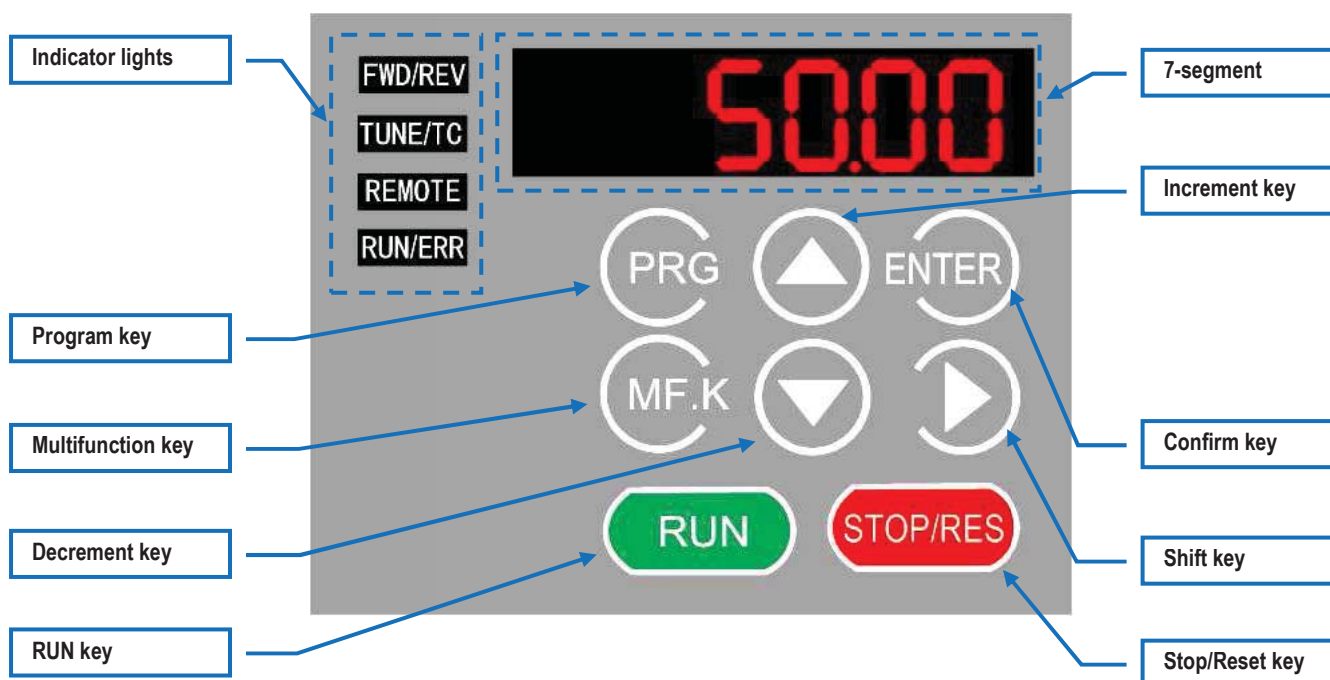 Indicator lights
FWD/REV
TUNE/TC
REMOTE
RUN/ERR
50.00
7-segment
Increment key
PRG
ENTER
Program key
MF.K
Multifunction key
Confirm key
RUN
STOP/RES
Decrement key
Shift key
RUN key
Stop/Reset key